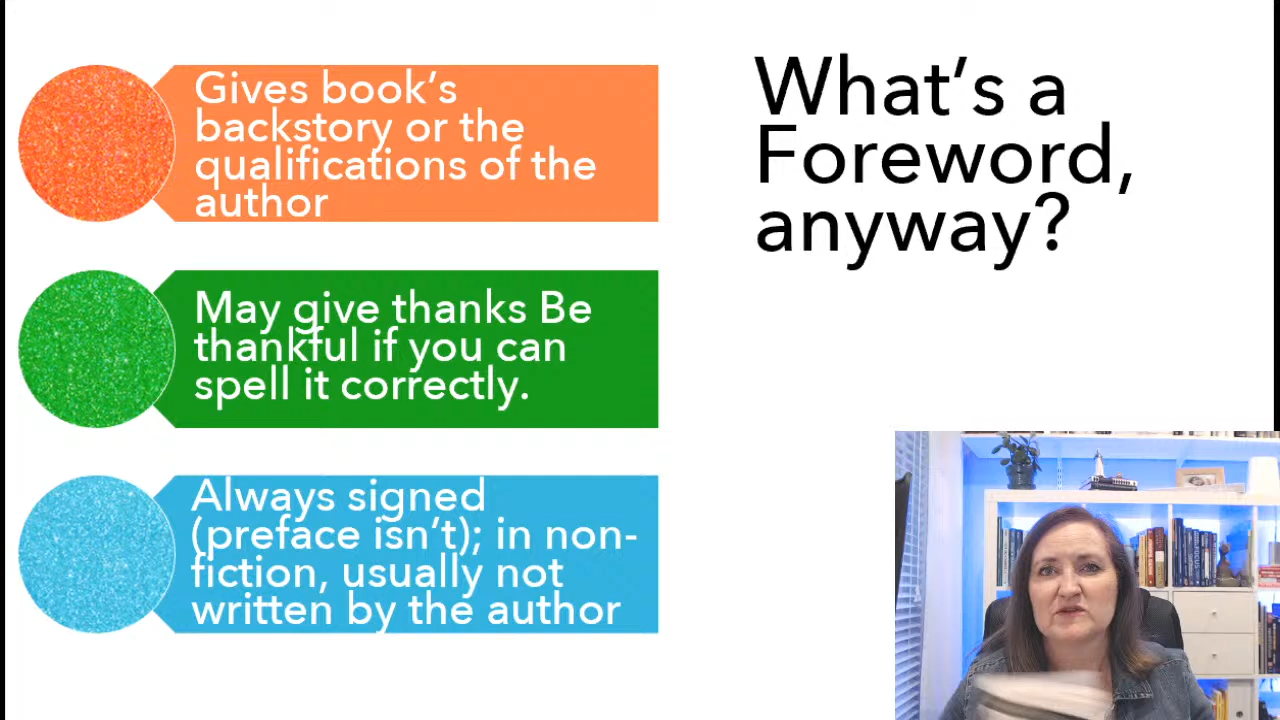 Gives book's
backstory or the
qualifications of the
author
May give thanks Be
thankful if you can
spell it correctly.
Always signed
(preface isn't); in non-
fiction, usually not
written by the author
What's a
Foreword,
anyway?